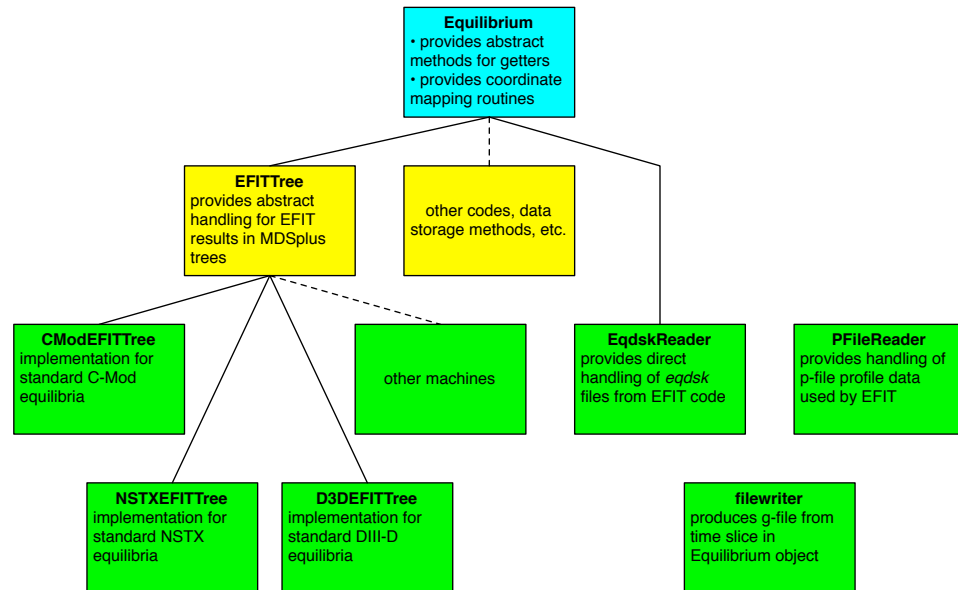 Equilibrium
• provides abstract
methods for getters
• provides coordinate
mapping routines
EFITTree
provides abstract
handling for EFIT
results in MDSplus
trees
other codes, data
storage methods, etc.
CModEFITTree
implementation for
standard C-Mod
equilibria
other machines
EqdskReader
provides direct
handling of eqdsk
files from EFIT code
PFileReader
provides handling of
p-file profile data
used by EFIT
NSTXEFITTree
implementation for
standard NSTX
equilibria
D3DEFITTree
implementation for
standard DIII-D
equilibria
filewriter
produces g-file from
time slice in
Equilibrium object